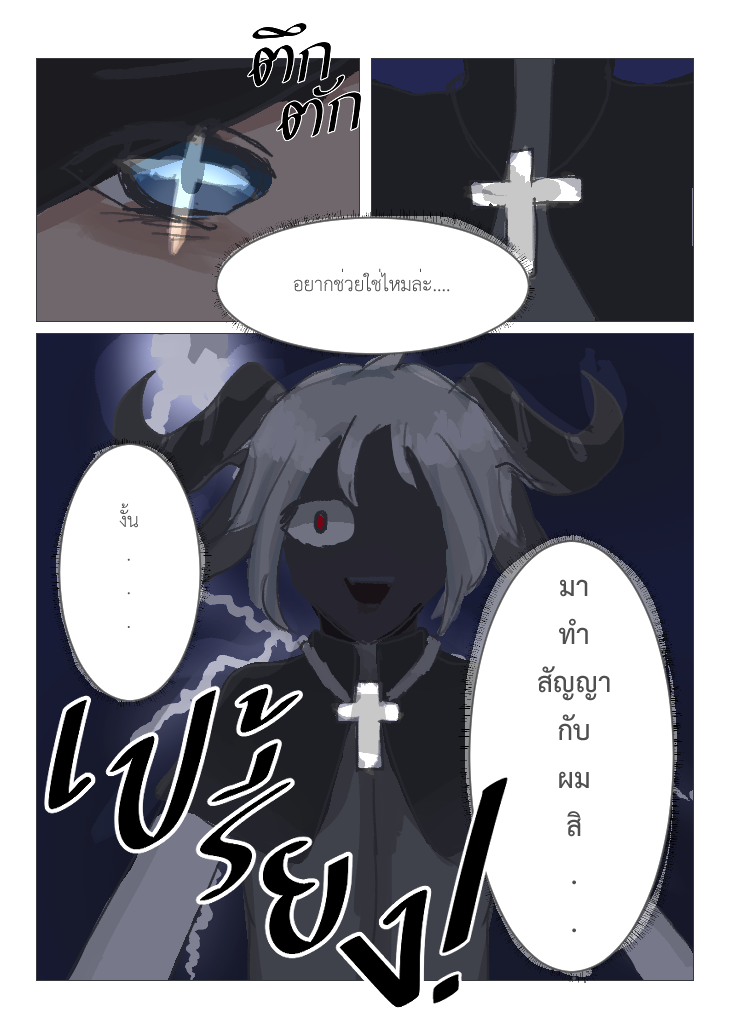 ตึก
ตัก
อยากช่วยใช่ไหมล่ะ....
งั้น
.
.
.
มา
ทำ
สัญญา
กับ
ผม
สิ
.
.
เปรี้ยง!